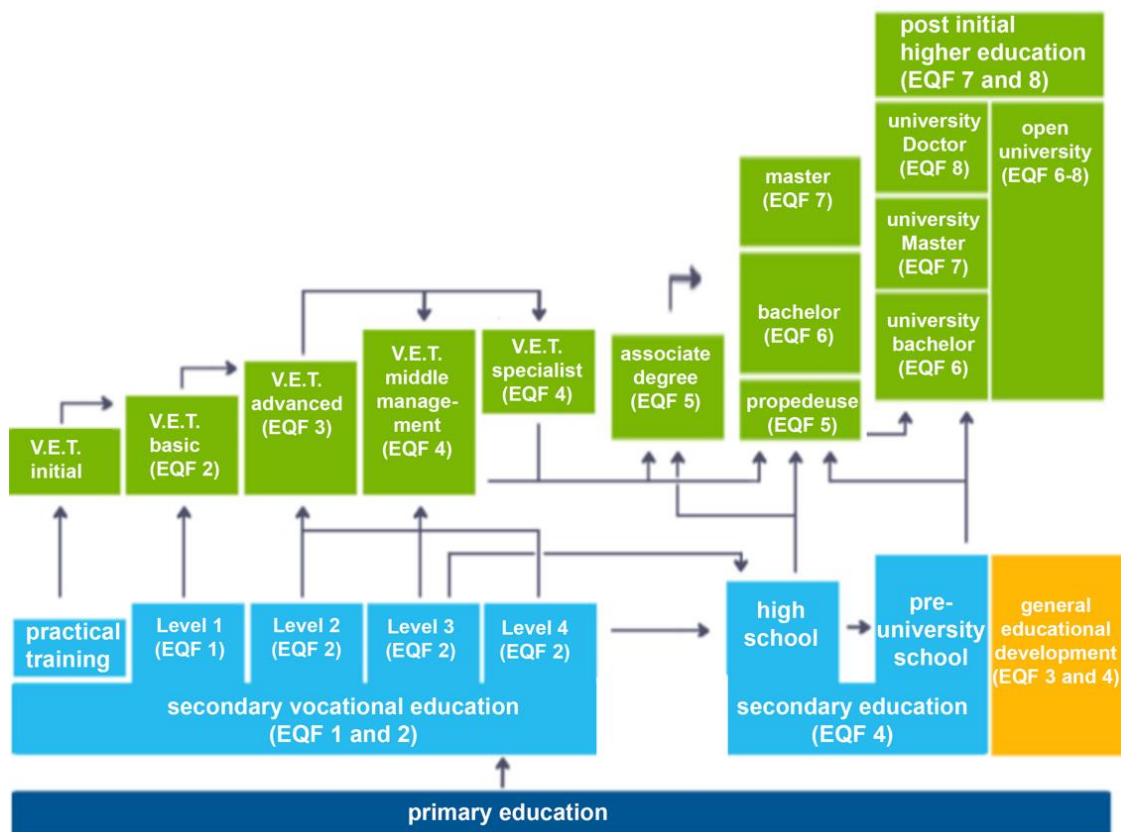 post initial
higher education
(EQF 7 and 8)
university
Doctor
(EQF 8)
open
university
(EQF 6-8)
master
(EQF 7)
university
Master
(EQF 7)
bachelor
(EQF 6)
university
bachelor
(EQF 6)
V.E.T.
initial
V.E.T.
basic
(EQF 2)
V.E.T.
advanced
(EQF 3)
V.E.T.
middle
manage-
ment
(EQF 4)
V.E.T.
specialist
(EQF 4)
associate
degree
(EQF 5)
propedeuse
(EQF 5)
practical
training
Level 1
(EQF 1)
Level 2
(EQF 2)
Level 3
(EQF 2)
Level 4
(EQF 2)
secondary vocational education
(EQF 1 and 2)
high
school
pre-
university
school
secondary education
(EQF 4)
general
educational
development
(EQF 3 and 4)
primary education